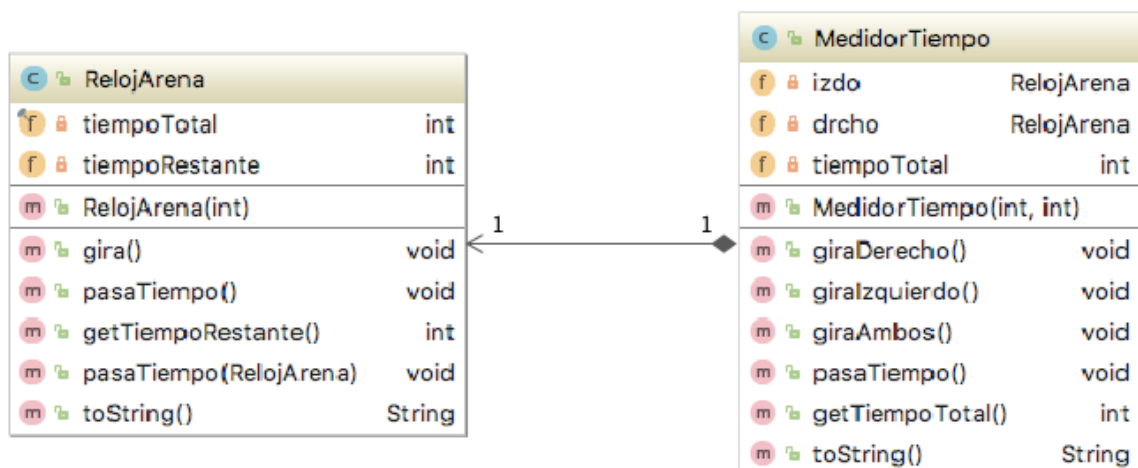 RelojArena
tiempoTotal int
tiempoRestante int
RelojArena(int)
gira() void
pasaTiempo() void
getTiempoRestante() int
pasaTiempo(RelojArena) void
toString() String
1 1
MedidorTiempo
izdo RelojArena
drcho RelojArena
tiempoTotal int
MedidorTiempo(int, int)
giraDerecho() void
giraIzquierdo() void
giraAmbos() void
pasaTiempo() void
getTiempoTotal() int
toString() String